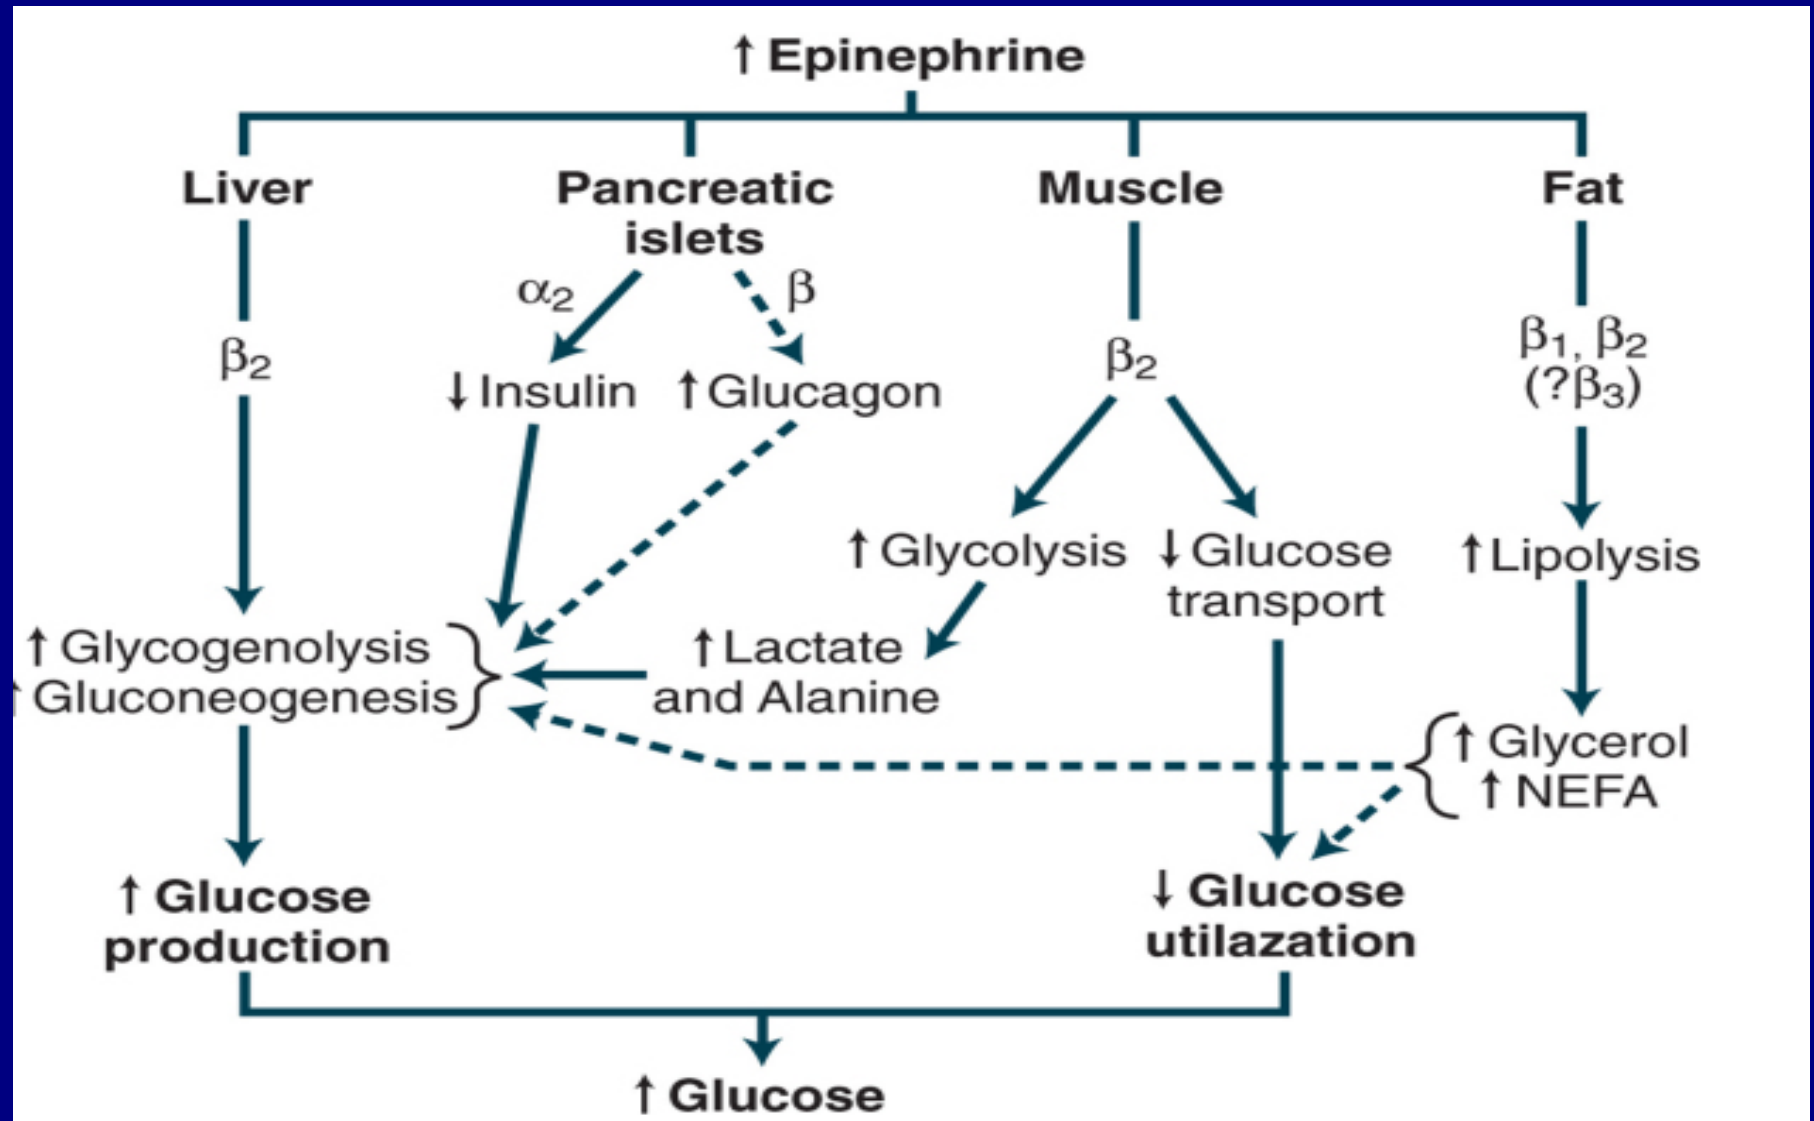 ↑ Epinephrine
Liver
Pancreatic
islets
Muscle
Fat
α2
β
β2
↓ Insulin
↑ Glucagon
β2
β1, β2
(?β3)
↑ Glycolysis
↓ Glucose
transport
↑ Lipolysis
↑ Glycogenolysis
↑ Gluconeogenesis
↑ Lactate
and Alanine
↑ Glycerol
↑ NEFA
↑ Glucose
production
↓ Glucose
utilazation
↑ Glucose